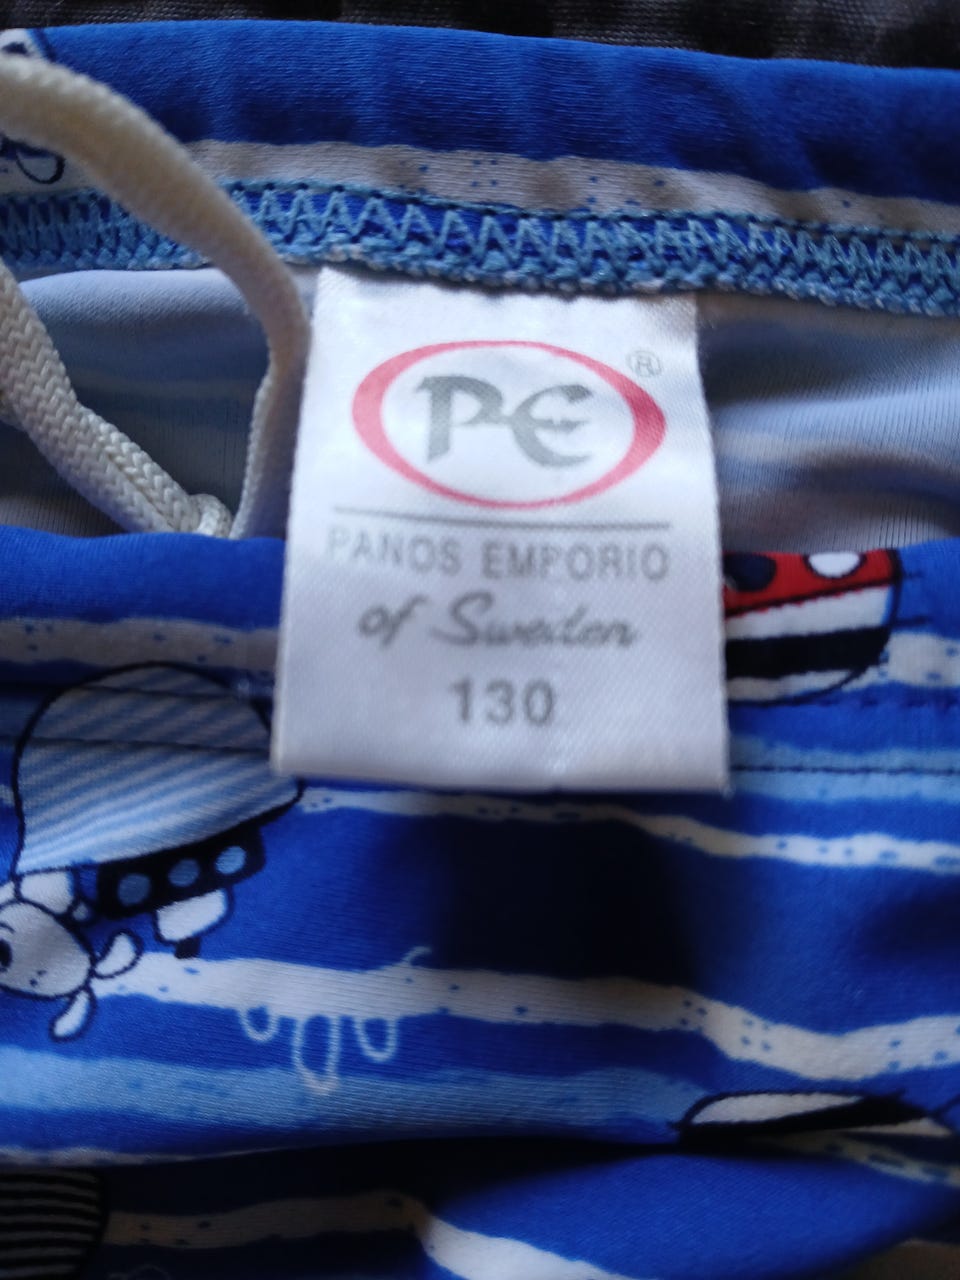 PE ®
PANOS EMPORIO
of Sweden
130